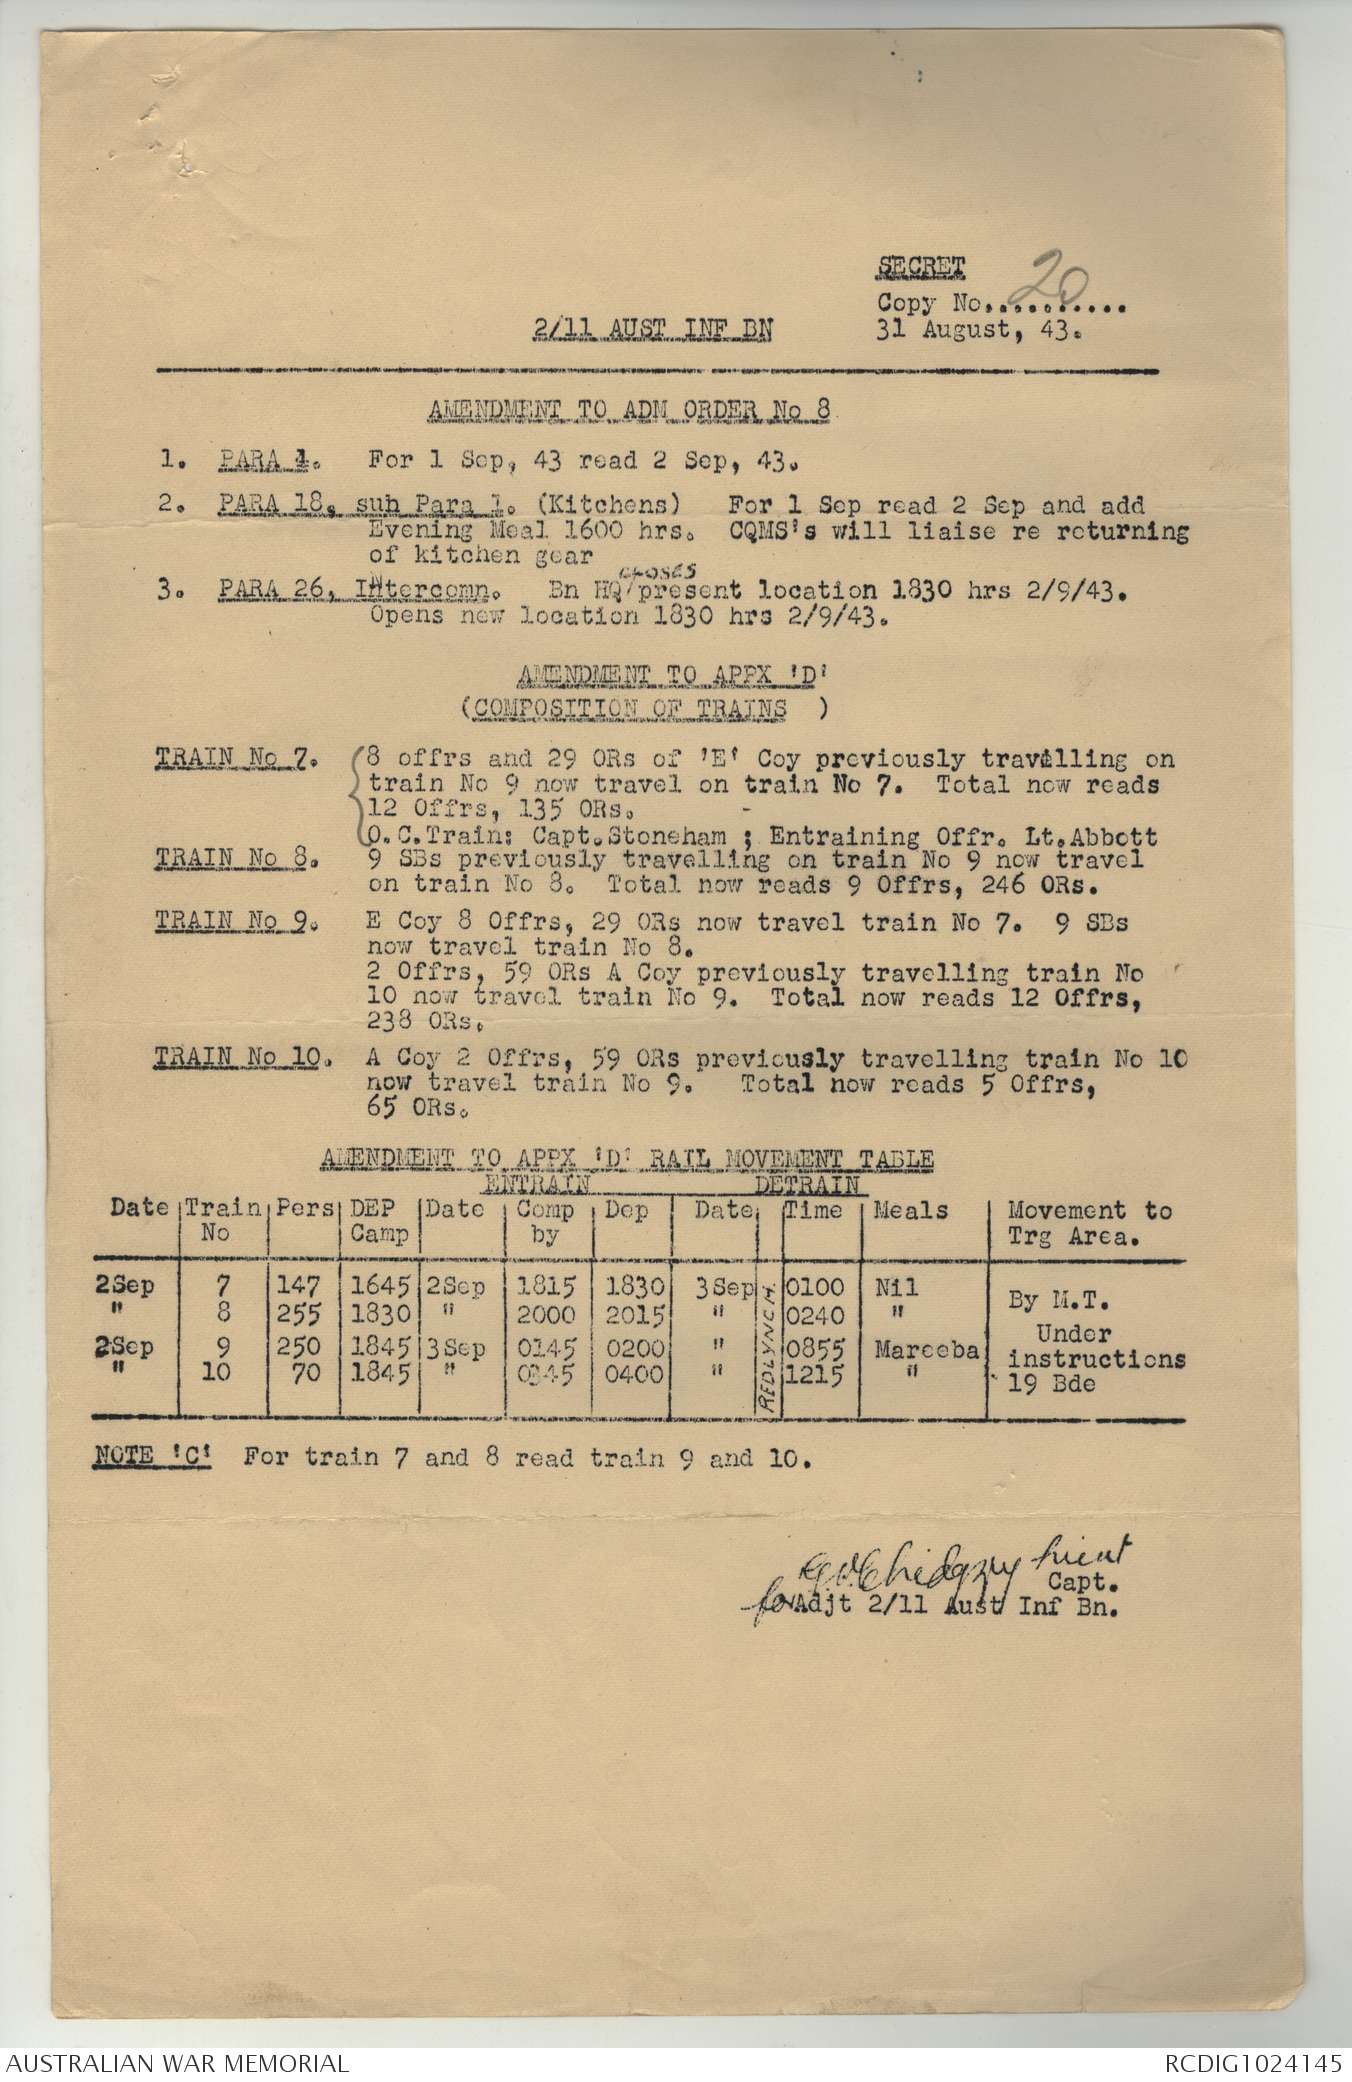 SECRET
Copy No........... 20
31 August, 43.
2/11 AUST INF BN
AMENDMENT TO ADM ORDER No 8
1. PARA 1. For 1 Sep, 43 read 2 Sep, 43.
2. PARA 18, sub Para 1. (Kitchens) For 1 Sep read 2 Sep and add
Evening Meal 1600 hrs. CQMS's will liaise re returning
of kitchen gear
3. PARA 26, INtercomn. Bn HQ/ CLOSES present location 1830 hrs 2/9/43.
Opens new location 1830 hrs 2/9/43.
AMENDMENT TO APPX 'D'
(COMPOSITION OF TRAINS )
TRAIN No 7. 8 offrs and 29 ORs of 'E' Coy previously travelling on
train No 9 now travel on train No 7. Total now reads
12 Offrs, 135 ORs.
O.C.Train: Capt.Stoneham ; Entraining Offr. Lt.Abbott
TRAIN No 8. 9 SBs previously travelling on train No 9 now travel
on train No 8. Total now reads 9 Offrs, 246 ORs.
TRAIN No 9. E Coy 8 Offrs, 29 ORs now travel train No 7. 9 SBs
now travel train No 8.
2 Offrs, 59 ORs A Coy previously travelling train No
10 now travel train No 9. Total now reads 12 Offrs,
238 ORs.
TRAIN No 10. A Coy 2 Offrs, 59 ORs previously travelling train No 10
now travel train No 9. Total now reads 5 Offrs,
65 ORs.
AMENDMENT TO APPX 'D' RAIL MOVEMENT TABLE
ENTRAIN DETRAIN
Date Train Pers DEP Date Comp Dep Date Time Meals Movement to
No Camp by Trg Area.
2Sep 7 147 1645 2Sep 1815 1830 3Sep 0100 Nil
" 8 255 1830 " 2000 2015 " 0240 " By M.T.
2Sep 9 250 1845 3Sep 0145 0200 " 0855 Mareeba Under
" 10 70 1845 " 0345 0400 " 1215 " instructions
19 Bde
REDLYNCH
NOTE 'C' For train 7 and 8 read train 9 and 10.
Chidgzey Lieut
Capt.
for Adjt 2/11 Aust Inf Bn.
AUSTRALIAN WAR MEMORIAL RCDIG1024145